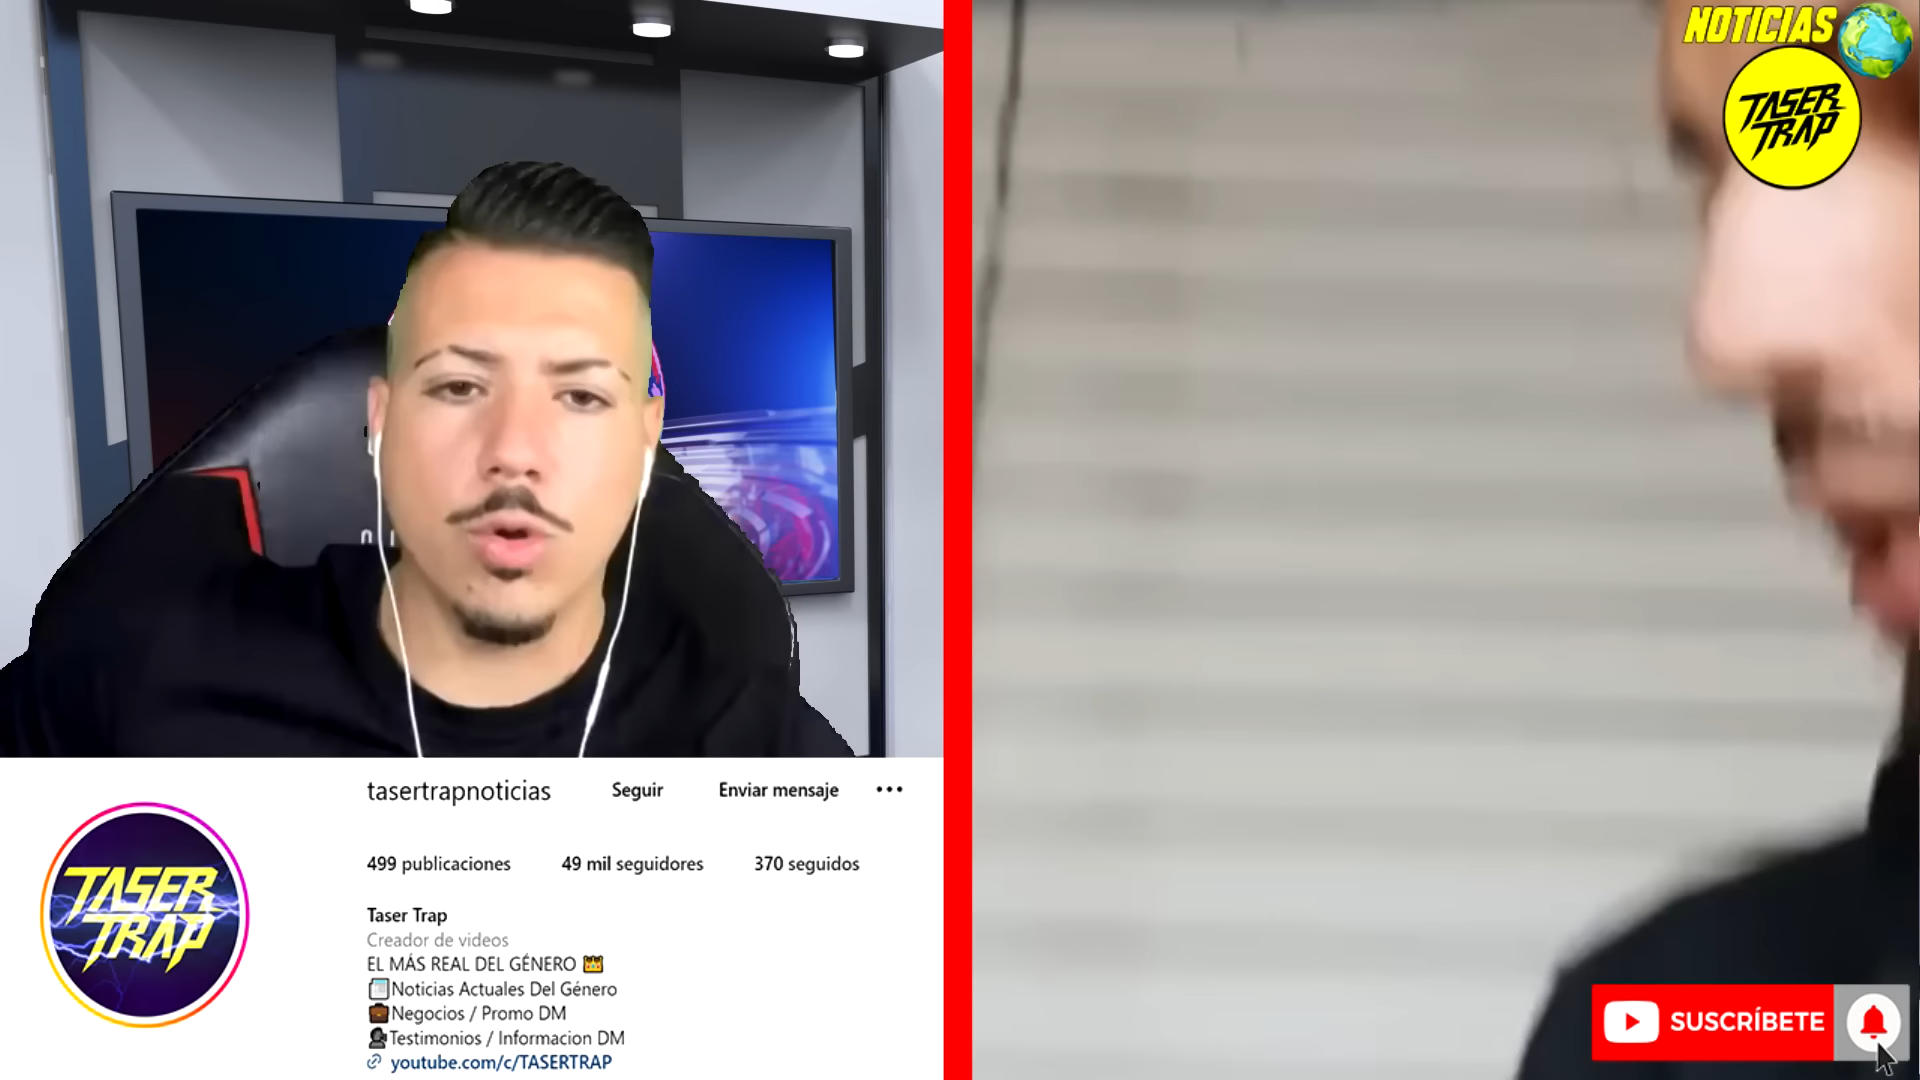 NOTICIAS
TASER
TRAP
tasertrapnoticias Seguir Enviar mensaje •••
499 publicaciones 49 mil seguidores 370 seguidos
TASER
TRAP
Taser Trap
Creador de videos
EL MÁS REAL DEL GÉNERO
Noticias Actuales Del Género
Negocios / Promo DM
Testimonios / Informacion DM
youtube.com/c/TASERTRAP
SUSCRÍBETE